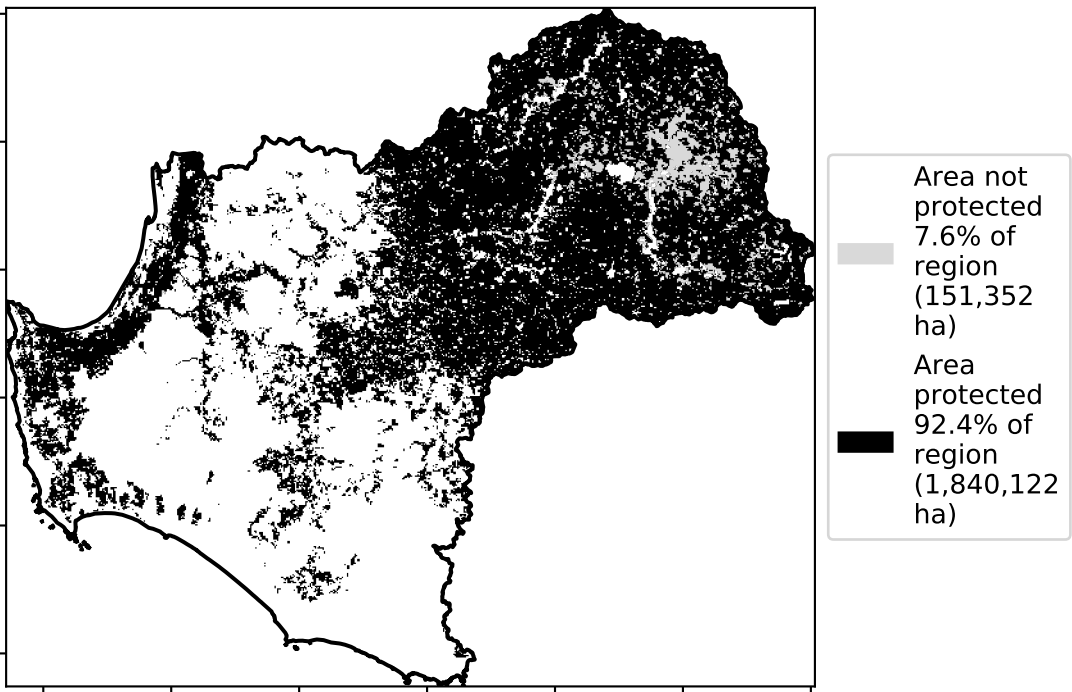 Area not
protected
7.6% of
region
(151,352
ha)
Area
protected
92.4% of
region
(1,840,122
ha)